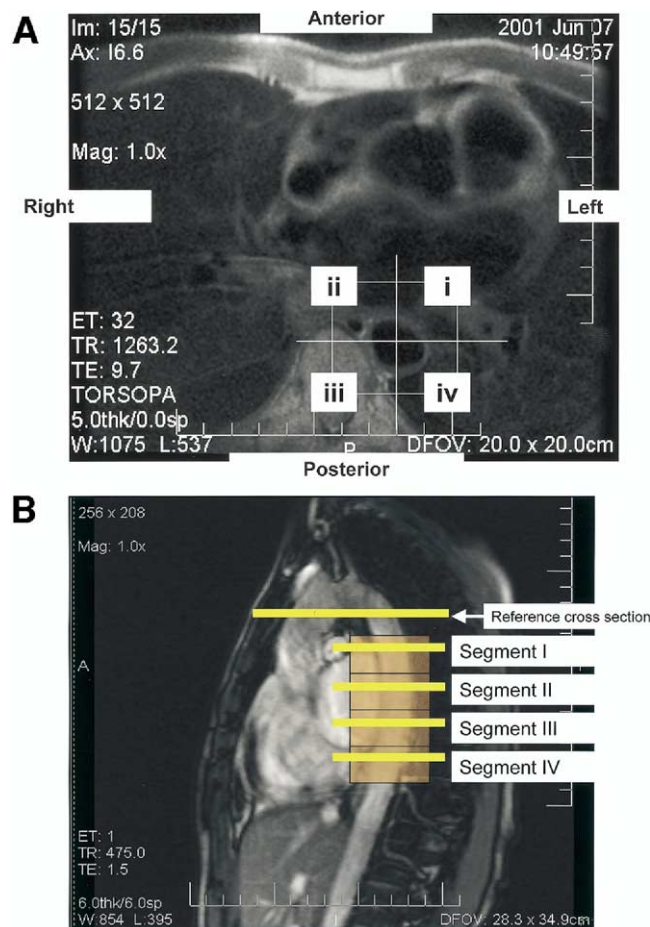 A
Anterior
Im: 15/15
2001 Jun 07
Ax: I6.6
10:49:57
512 x 512
Mag: 1.0x
Right
Left
ii
i
iii
iv
ET: 32
TR: 1263.2
TE: 9.7
TORSOPA
5.0thk/0.0sp
W:1075 L:537
P
DFOV: 20.0 x 20.0cm
Posterior
B
256 x 208
Mag: 1.0x
Reference cross section
A
Segment I
Segment II
Segment III
Segment IV
ET: 1
TR: 475.0
TE: 1.5
6.0thk/6.0sp
W:854 L:395
DFOV: 28.3 x 34.9cm